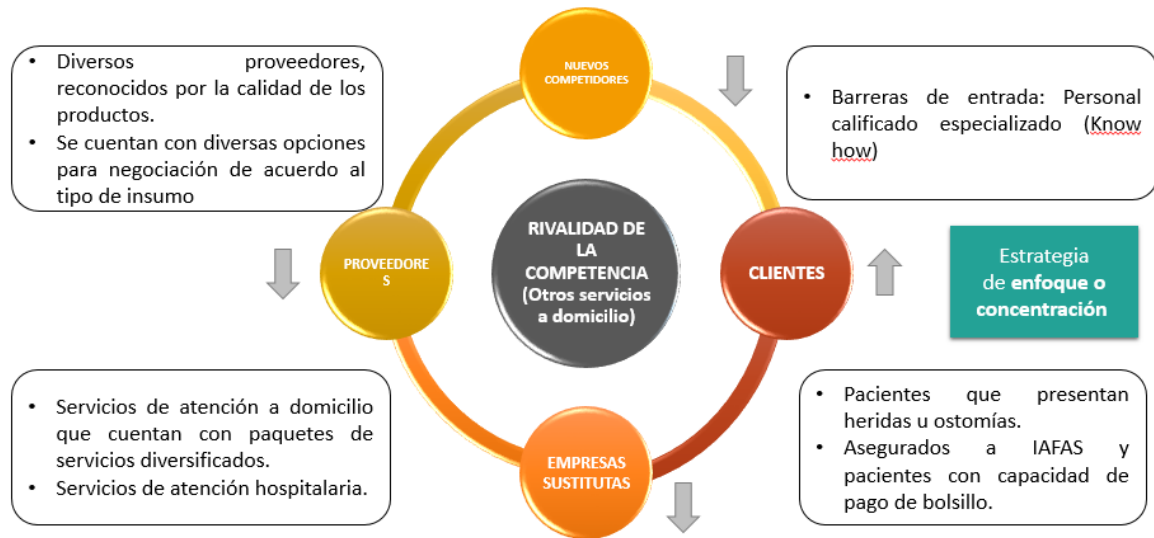 NUEVOS
COMPETIDORES
• Diversos proveedores,
reconocidos por la calidad de los
productos.
• Se cuentan con diversas opciones
para negociación de acuerdo al
tipo de insumo
• Barreras de entrada: Personal
calificado especializado (Know
how)
PROVEEDORE
S
RIVALIDAD DE
LA
COMPETENCIA
(Otros servicios
a domicilio)
CLIENTES
Estrategia
de enfoque o
concentración
• Servicios de atención a domicilio
que cuentan con paquetes de
servicios diversificados.
• Servicios de atención hospitalaria.
EMPRESAS
SUSTITUTAS
• Pacientes que presentan
heridas u ostomías.
• Asegurados a IAFAS y
pacientes con capacidad de
pago de bolsillo.